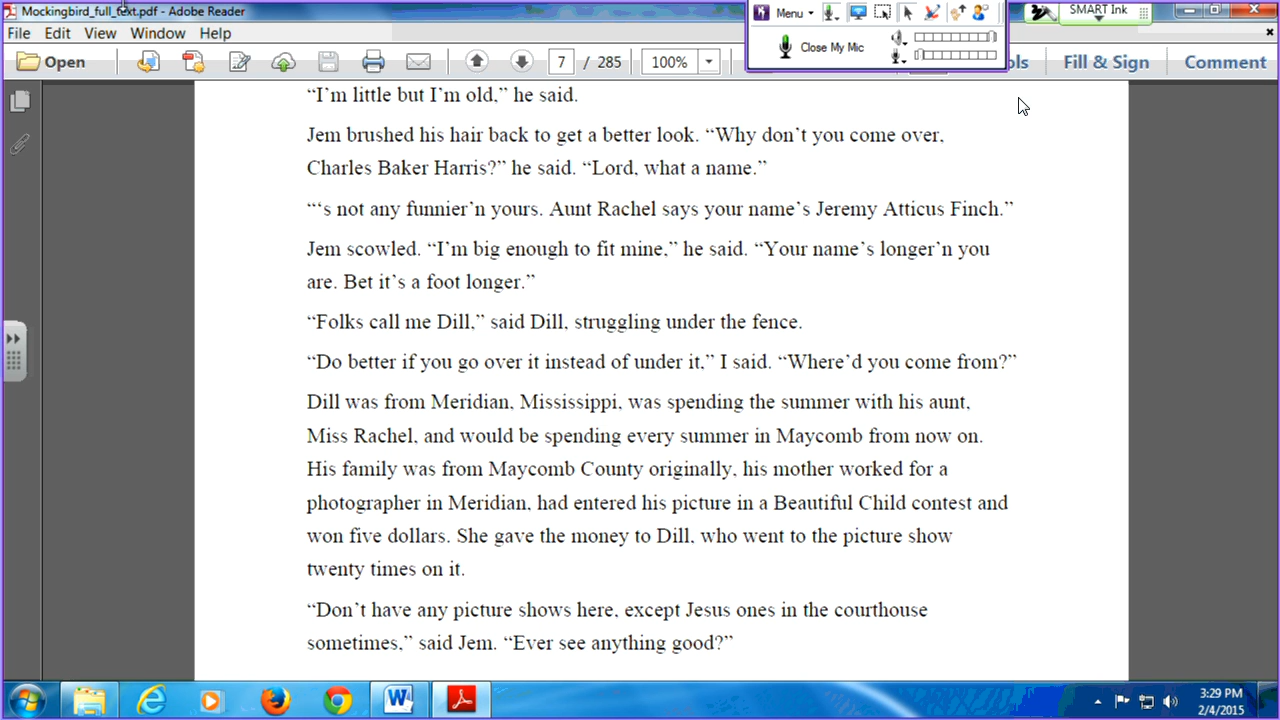 Mockingbird_full_text.pdf - Adobe Reader
Menu
SMART Ink
File Edit View Window Help
Close My Mic
Open 7 / 285 100% Fill & Sign Comment
“I’m little but I’m old,” he said.
Jem brushed his hair back to get a better look. “Why don’t you come over,
Charles Baker Harris?” he said. “Lord, what a name.”
“‘s not any funnier’n yours. Aunt Rachel says your name’s Jeremy Atticus Finch.”
Jem scowled. “I’m big enough to fit mine,” he said. “Your name’s longer’n you
are. Bet it’s a foot longer.”
“Folks call me Dill,” said Dill, struggling under the fence.
“Do better if you go over it instead of under it,” I said. “Where’d you come from?”
Dill was from Meridian, Mississippi, was spending the summer with his aunt,
Miss Rachel, and would be spending every summer in Maycomb from now on.
His family was from Maycomb County originally, his mother worked for a
photographer in Meridian, had entered his picture in a Beautiful Child contest and
won five dollars. She gave the money to Dill, who went to the picture show
twenty times on it.
“Don’t have any picture shows here, except Jesus ones in the courthouse
sometimes,” said Jem. “Ever see anything good?”
3:29 PM
2/4/2015